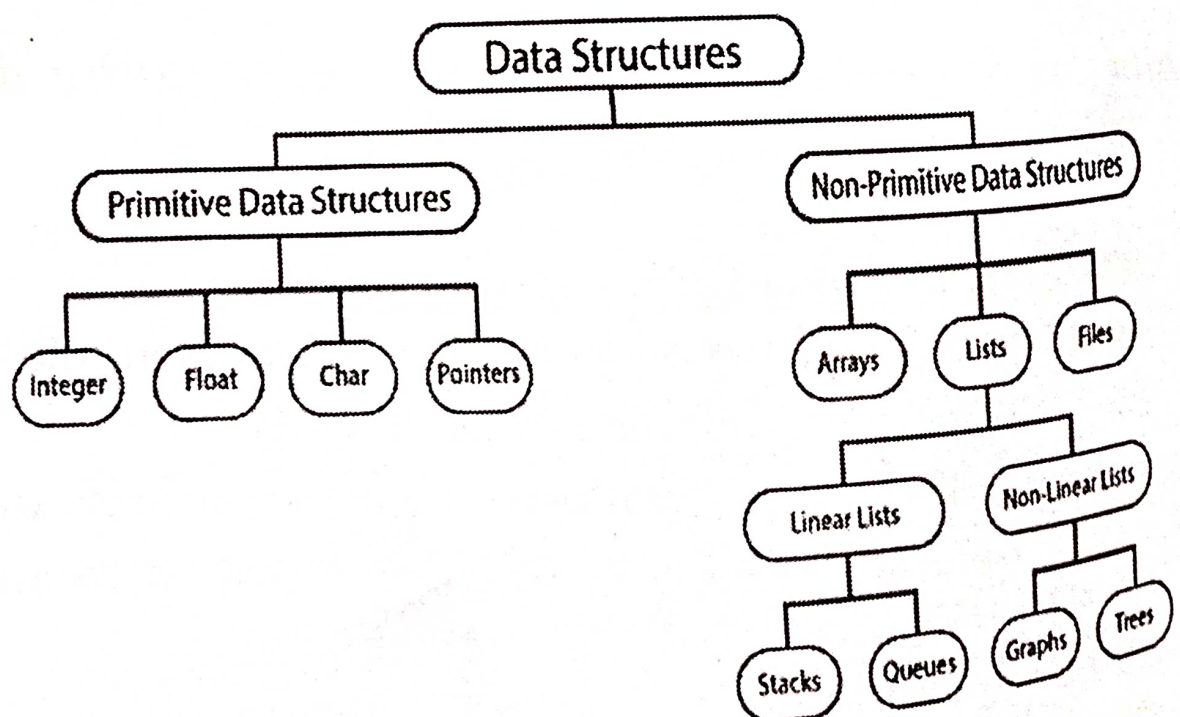 Data Structures
Primitive Data Structures
Non-Primitive Data Structures
Integer
Float
Char
Pointers
Arrays
Lists
Files
Linear Lists
Non-Linear Lists
Stacks
Queues
Graphs
Trees